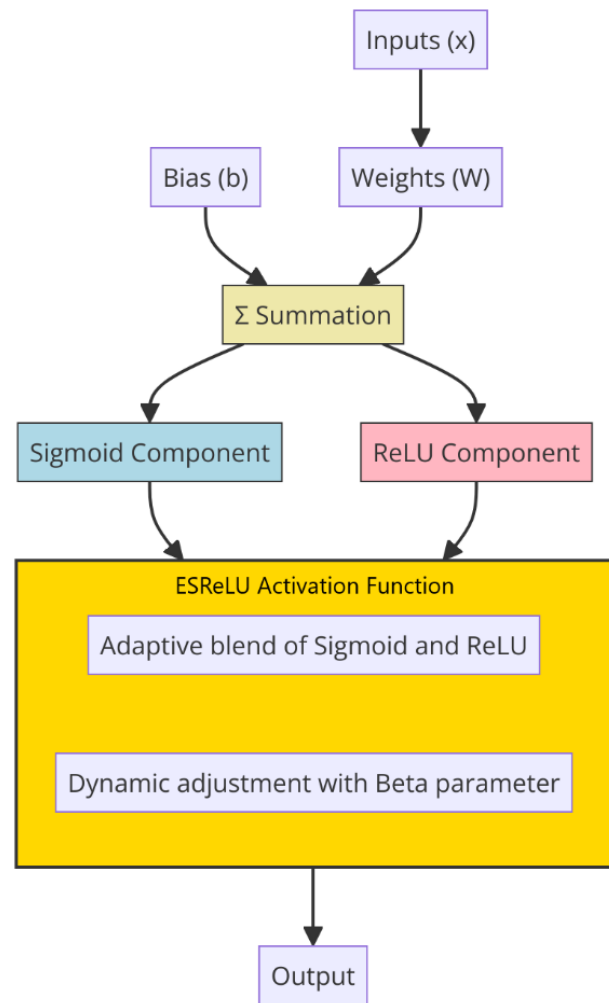 Inputs (x)
Bias (b)
Weights (W)
Σ Summation
Sigmoid Component
ReLU Component
ESReLU Activation Function
Adaptive blend of Sigmoid and ReLU
Dynamic adjustment with Beta parameter
Output